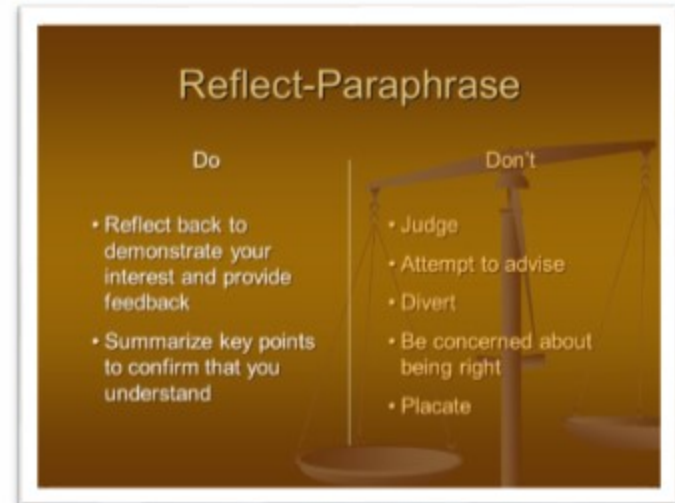 Reflect-Paraphrase
Do
• Reflect back to
demonstrate your
interest and provide
feedback
• Summarize key points
to confirm that you
understand
Don't
• Judge
• Attempt to advise
• Divert
• Be concerned about
being right
• Placate